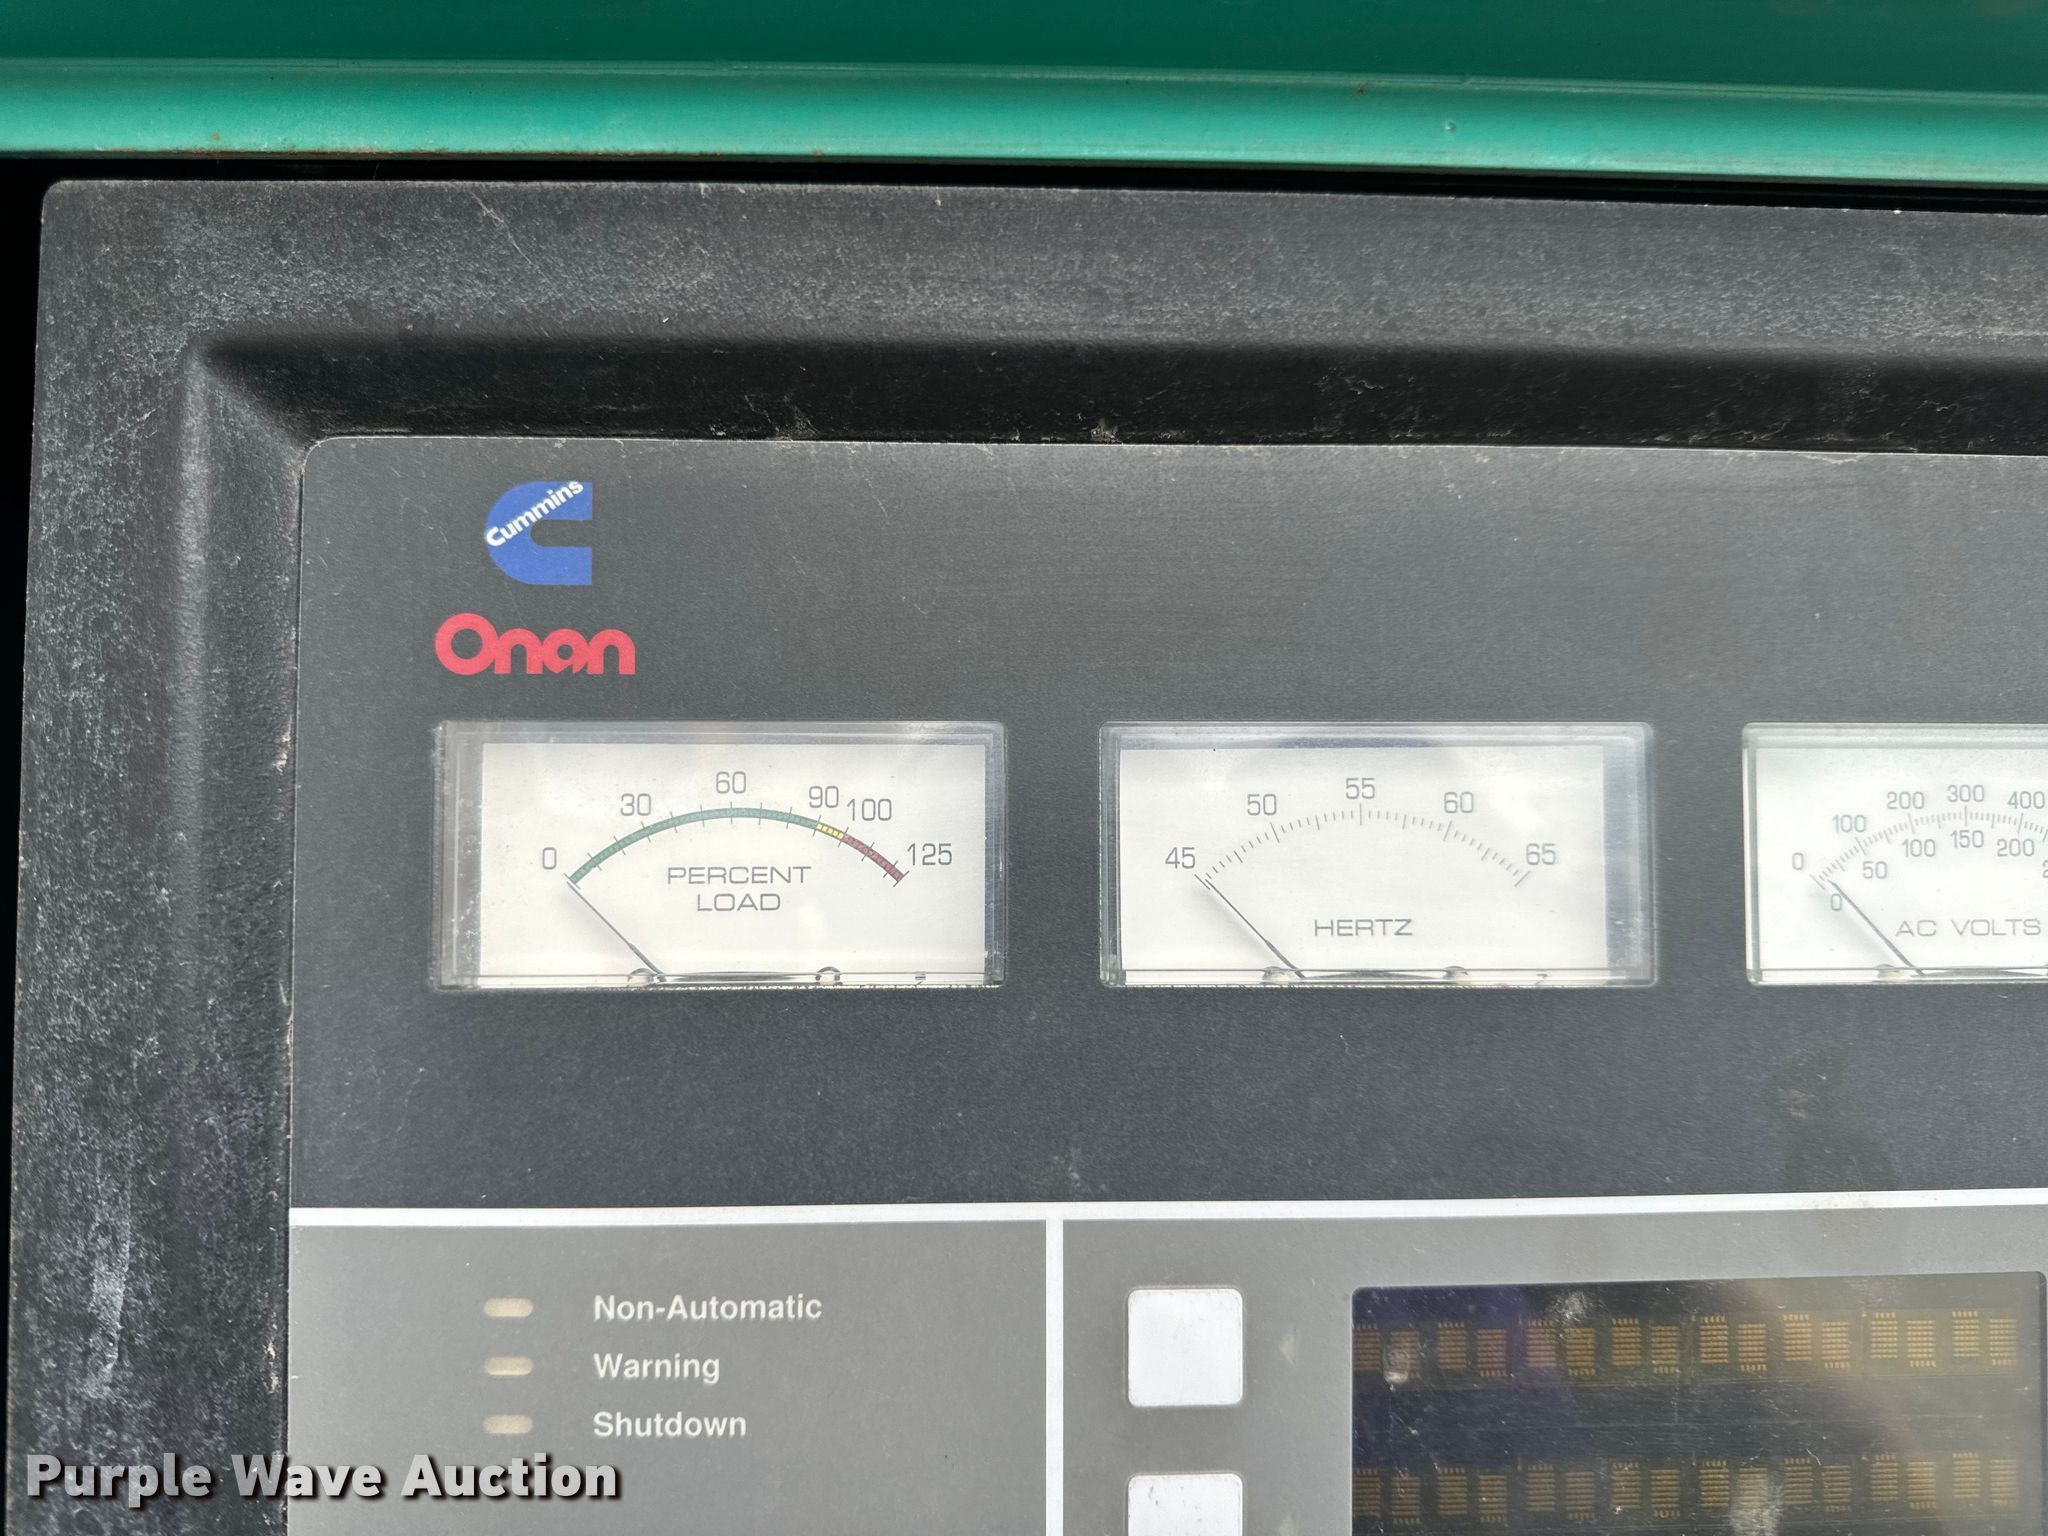 Cummins
Onan
0 30 60 90 100 125
PERCENT
LOAD
45 50 55 60 65
HERTZ
0 100 200 300 400
0 50 100 150 200
AC VOLTS
Non-Automatic
Warning
Shutdown
Purple Wave Auction